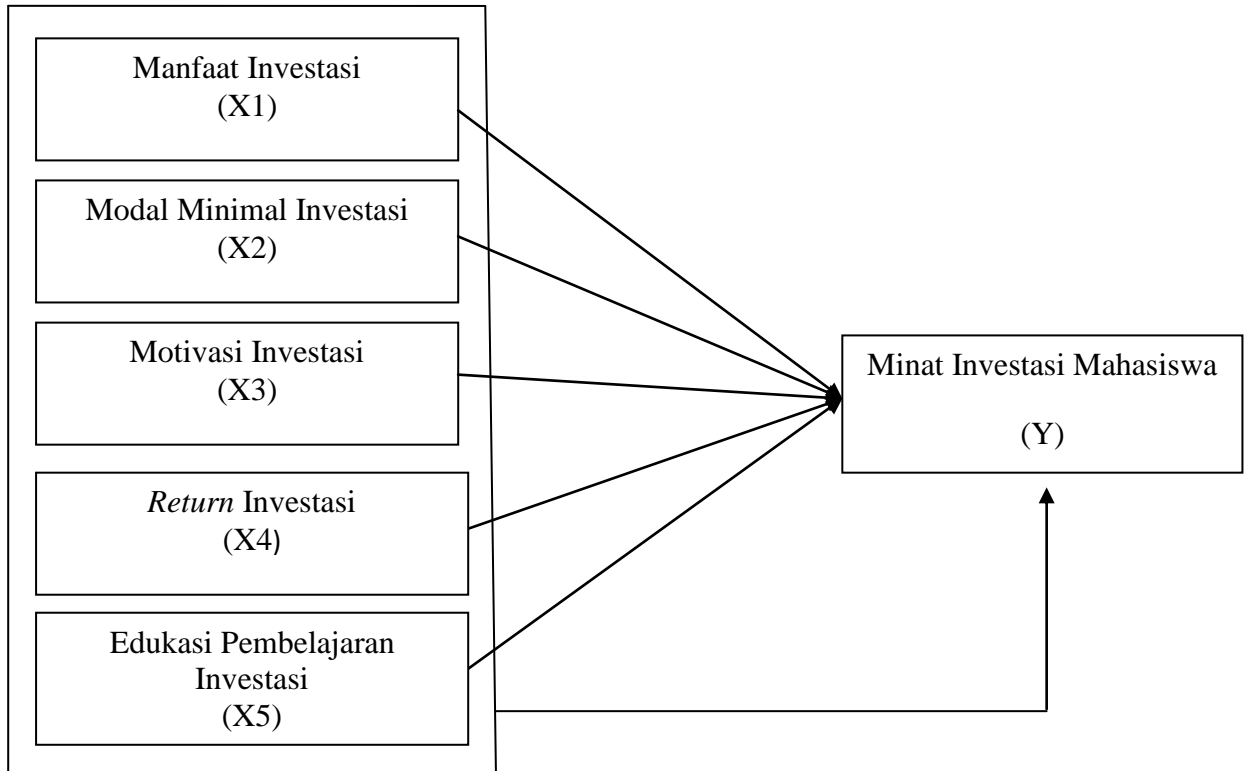 Manfaat Investasi
(X1)
Modal Minimal Investasi
(X2)
Motivasi Investasi
(X3)
Return Investasi
(X4)
Edukasi Pembelajaran
Investasi
(X5)
Minat Investasi Mahasiswa
(Y)